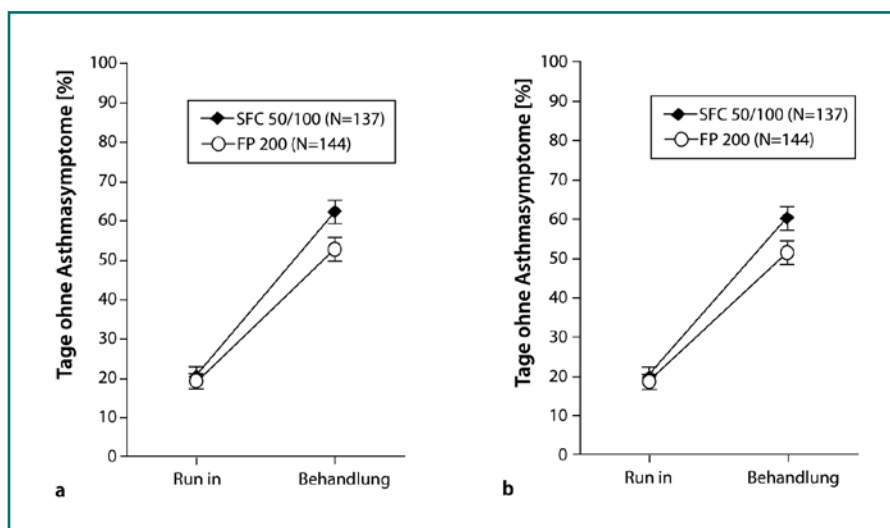 Tage ohne Asthmasymptome [%]
100
90
80
70
60
50
40
30
20
10
0
SFC 50/100 (N=137)
FP 200 (N=144)
Run in
Behandlung
a
Tage ohne Asthmasymptome [%]
100
90
80
70
60
50
40
30
20
10
0
SFC 50/100 (N=137)
FP 200 (N=144)
Run in
Behandlung
b